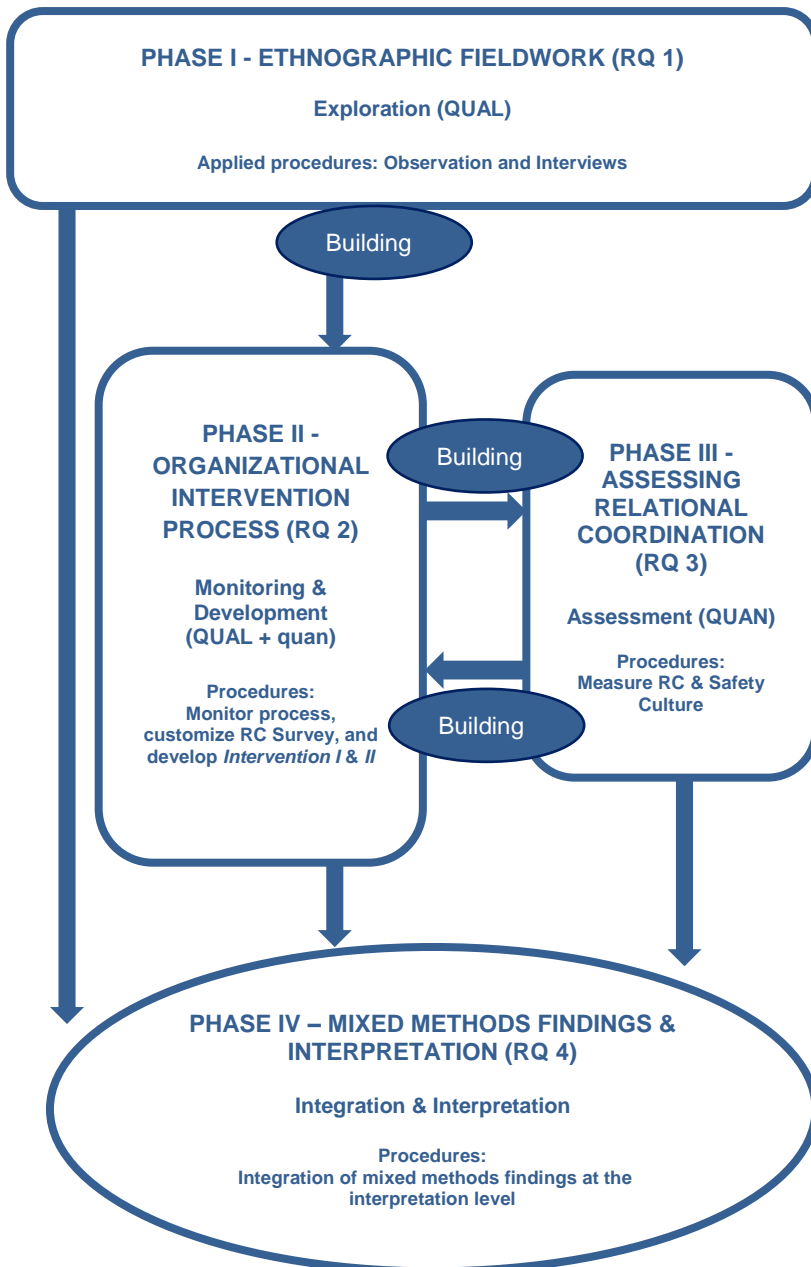 PHASE I - ETHNOGRAPHIC FIELDWORK (RQ 1)
Exploration (QUAL)
Applied procedures: Observation and Interviews
Building
PHASE II -
ORGANIZATIONAL
INTERVENTION
PROCESS (RQ 2)
Monitoring &
Development
(QUAL + quan)
Procedures:
Monitor process,
customize RC Survey, and
develop Intervention I & II
Building
Building
PHASE III -
ASSESSING
RELATIONAL
COORDINATION
(RQ 3)
Assessment (QUAN)
Procedures:
Measure RC & Safety
Culture
PHASE IV – MIXED METHODS FINDINGS &
INTERPRETATION (RQ 4)
Integration & Interpretation
Procedures:
Integration of mixed methods findings at the
interpretation level